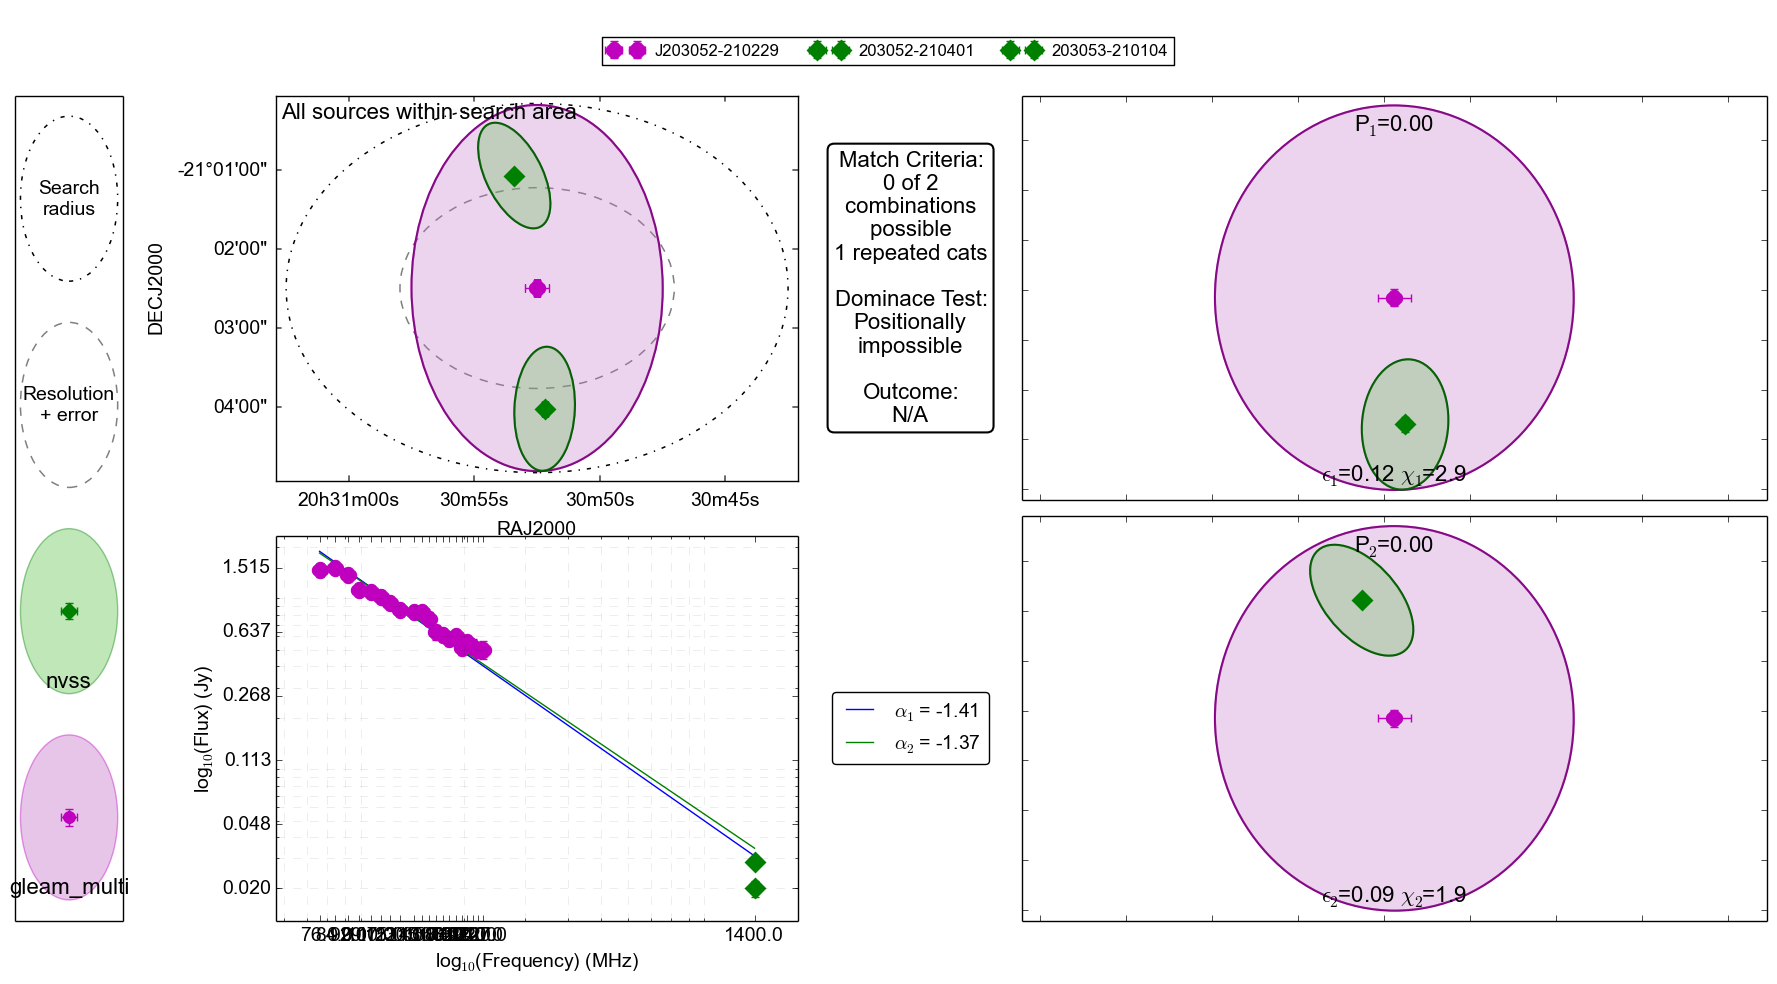 J203052-210229 203052-210401 203053-210104
All sources within search area
Search
radius
Resolution
+ error
nvss
gleam_multi
DECJ2000
-21°01'00"
02'00"
03'00"
04'00"
20h31m00s 30m55s 30m50s 30m45s
RAJ2000
Match Criteria:
0 of 2
combinations
possible
1 repeated cats
Dominace Test:
Positionally
impossible
Outcome:
N/A
P1=0.00
ϵ1=0.12 χ1=2.9
P2=0.00
ϵ2=0.09 χ2=1.9
log10(Flux) (Jy)
1.515
0.637
0.268
0.113
0.048
0.020
1400.0
log10(Frequency) (MHz)
α1 = -1.41
α2 = -1.37